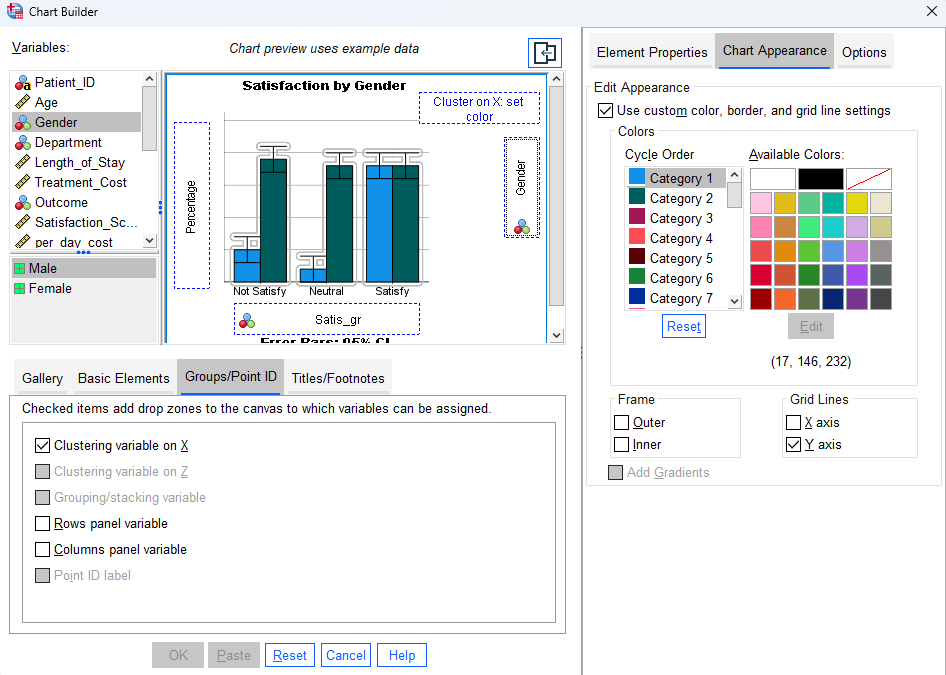 Chart Builder
Variables:
Chart preview uses example data
Patient_ID
Age
Gender
Department
Length_of_Stay
Treatment_Cost
Outcome
Satisfaction_Sc...
per_day_cost
Male
Female
Satisfaction by Gender
Cluster on X: set
color
Percentage
Gender
Not Satisfy Neutral Satisfy
Satis_gr
Error Bars: 95% CI
Gallery Basic Elements Groups/Point ID Titles/Footnotes
Checked items add drop zones to the canvas to which variables can be assigned.
Clustering variable on X
Clustering variable on Z
Grouping/stacking variable
Rows panel variable
Columns panel variable
Point ID label
OK Paste Reset Cancel Help
Element Properties Chart Appearance Options
Edit Appearance
Use custom color, border, and grid line settings
Colors
Cycle Order Available Colors:
Category 1
Category 2
Category 3
Category 4
Category 5
Category 6
Category 7
Reset Edit
(17, 146, 232)
Frame Grid Lines
Outer X axis
Inner Y axis
Add Gradients